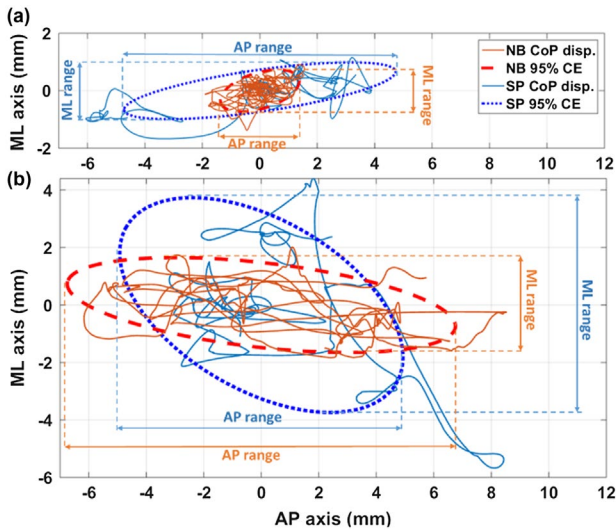 (a)
ML axis (mm)
2
0
-2
AP range
ML range
ML range
AP range
NB CoP disp.
NB 95% CE
SP CoP disp.
SP 95% CE
-6 -4 -2 0 2 4 6 8 10 12
(b)
ML axis (mm)
4
2
0
-2
-4
-6
ML range
ML range
AP range
AP range
-6 -4 -2 0 2 4 6 8 10 12
AP axis (mm)